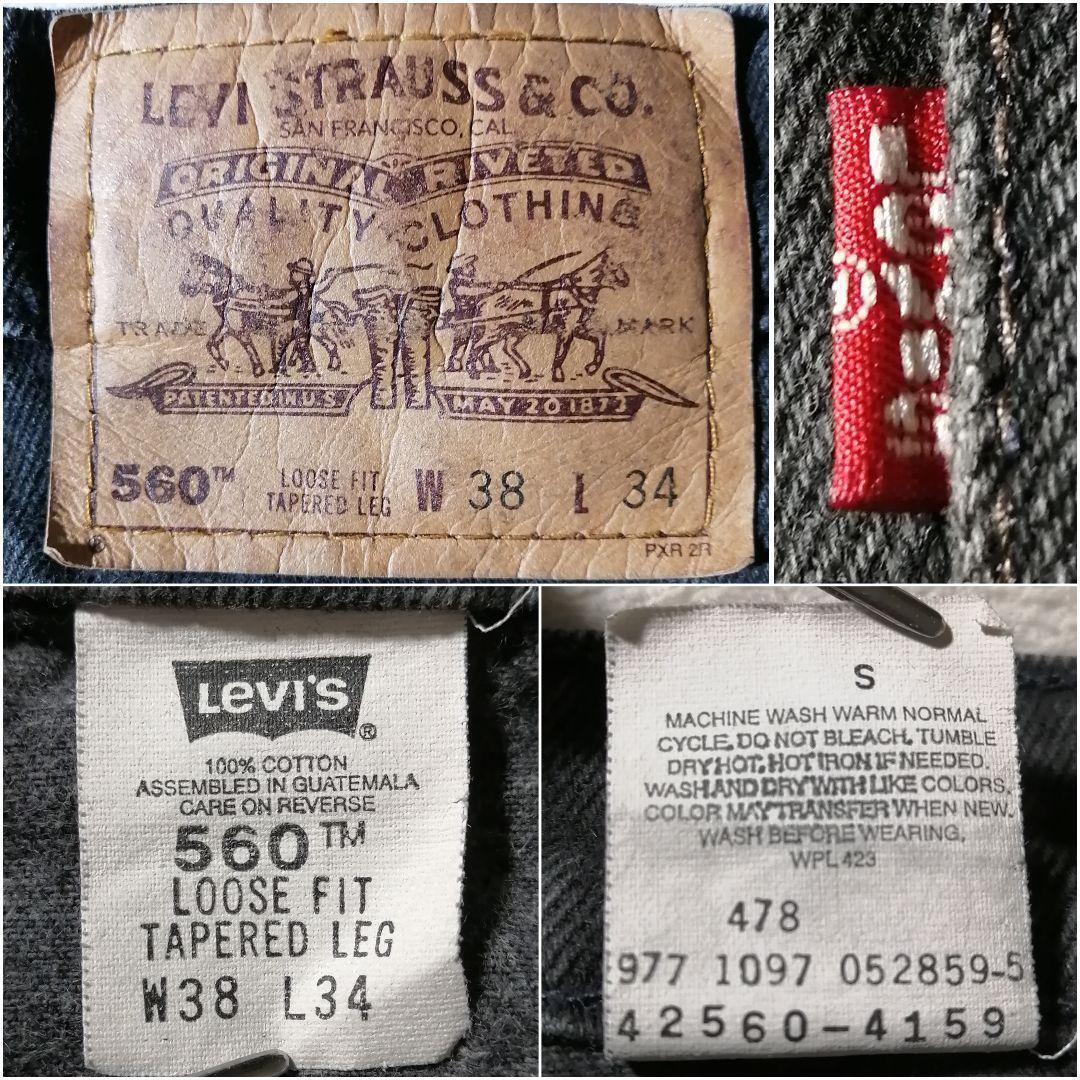 LEVI STRAUSS & CO.
SAN FRANCISCO, CAL.
ORIGINAL RIVETED
QUALITY CLOTHING
TRADE MARK
PATENTED IN U.S. MAY 20 1873
560™ LOOSE FIT
TAPERED LEG W 38 L 34
PXR 2R
®
LEVI'S
®
100% COTTON
ASSEMBLED IN GUATEMALA
CARE ON REVERSE
560™
LOOSE FIT
TAPERED LEG
W38 L34
S
MACHINE WASH WARM NORMAL
CYCLE. DO NOT BLEACH. TUMBLE
DRY HOT. HOT IRON IF NEEDED.
WASH AND DRY WITH LIKE COLORS.
COLOR MAY TRANSFER WHEN NEW.
WASH BEFORE WEARING.
WPL 423
478
977 1097 052859-5
42560-4159